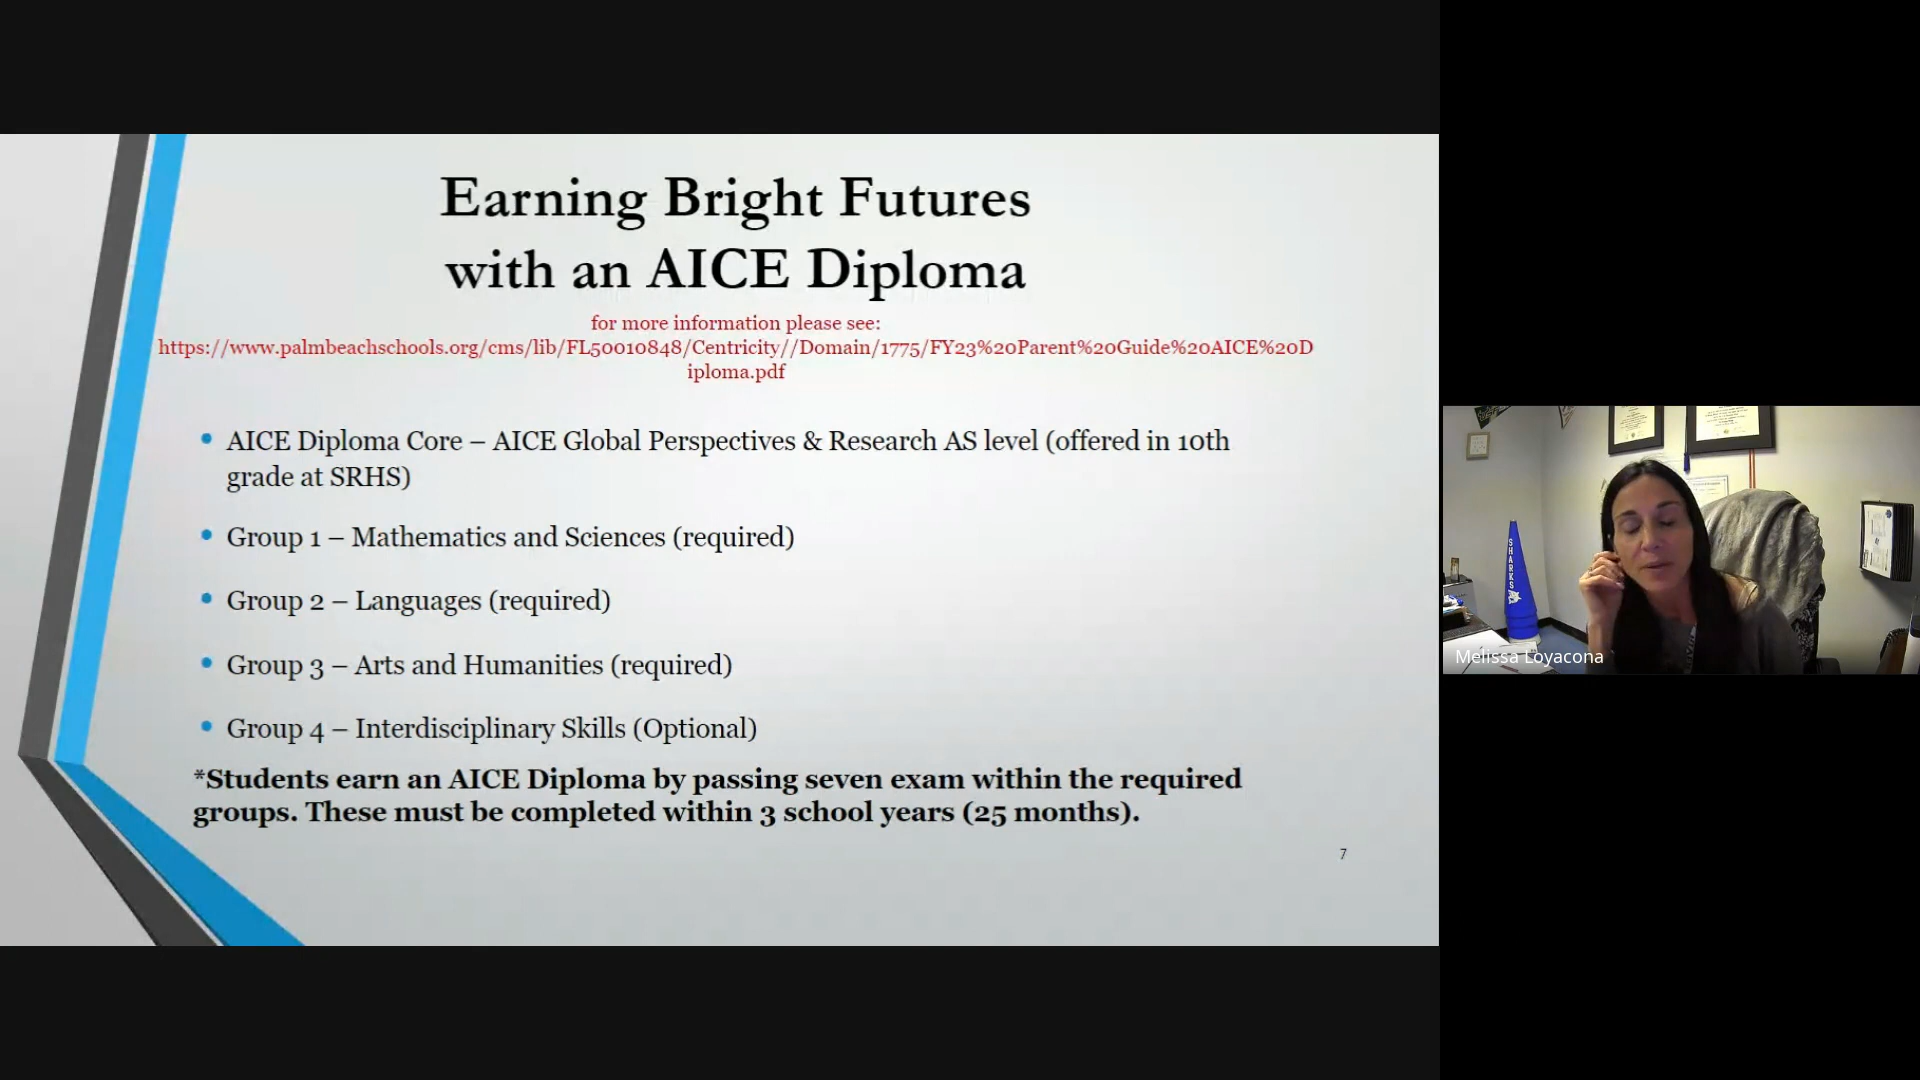 Earning Bright Futures
with an AICE Diploma
for more information please see:
https://www.palmbeachschools.org/cms/lib/FL50010848/Centricity//Domain/1775/FY23%20Parent%20Guide%20AICE%20D
iploma.pdf
• AICE Diploma Core – AICE Global Perspectives & Research AS level (offered in 10th
grade at SRHS)
• Group 1 – Mathematics and Sciences (required)
• Group 2 – Languages (required)
• Group 3 – Arts and Humanities (required)
• Group 4 – Interdisciplinary Skills (Optional)
*Students earn an AICE Diploma by passing seven exam within the required
groups. These must be completed within 3 school years (25 months).
7
SHARKS
Melissa Loyacona